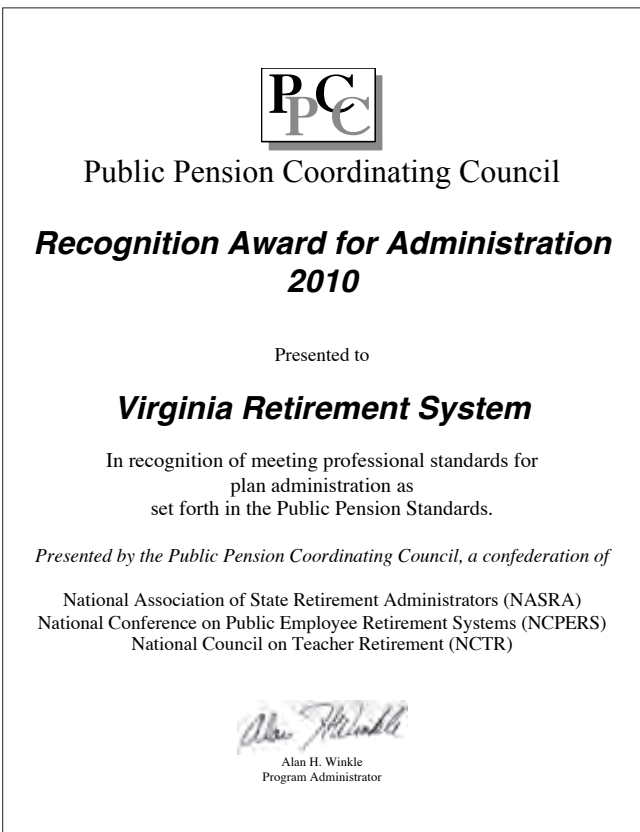 PPCC
Public Pension Coordinating Council
Recognition Award for Administration
2010
Presented to
Virginia Retirement System
In recognition of meeting professional standards for
plan administration as
set forth in the Public Pension Standards.
Presented by the Public Pension Coordinating Council, a confederation of
National Association of State Retirement Administrators (NASRA)
National Conference on Public Employee Retirement Systems (NCPERS)
National Council on Teacher Retirement (NCTR)
Alan H Winkle
Alan H. Winkle
Program Administrator